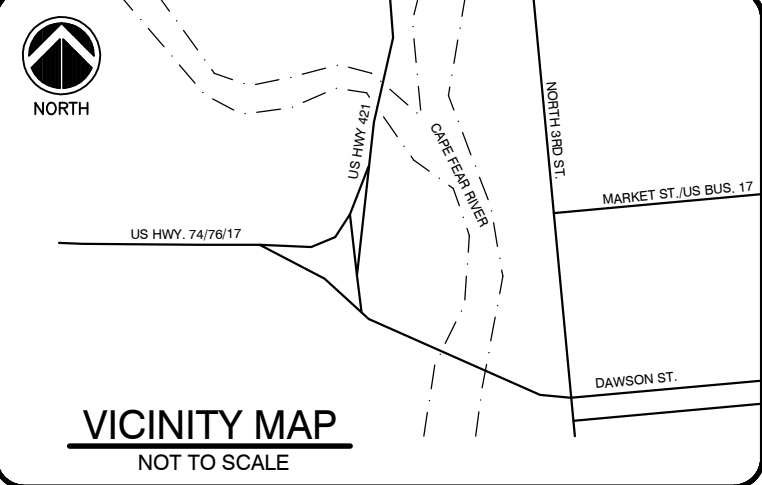 NORTH
US HWY 421
CAPE FEAR RIVER
NORTH 3RD ST.
MARKET ST./US BUS. 17
US HWY. 74/76/17
DAWSON ST.
VICINITY MAP
NOT TO SCALE